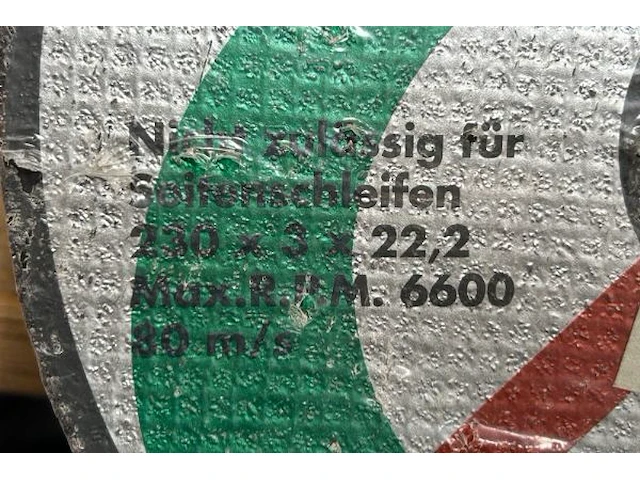 Nicht zulässig für
Seitenschleifen
230 x 3 x 22,2
Max.R.P.M. 6600
80 m/s